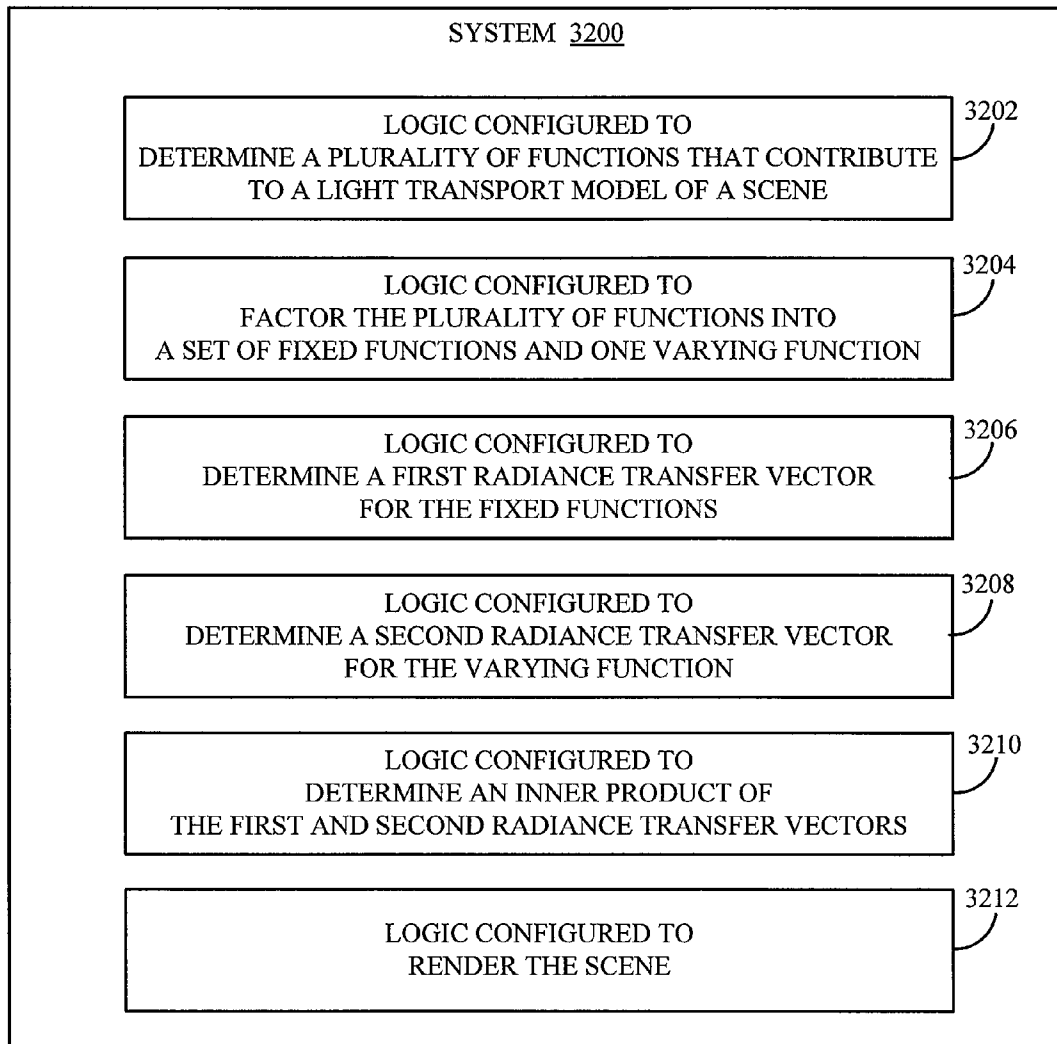 SYSTEM 3200
LOGIC CONFIGURED TO
DETERMINE A PLURALITY OF FUNCTIONS THAT CONTRIBUTE
TO A LIGHT TRANSPORT MODEL OF A SCENE
3202
LOGIC CONFIGURED TO
FACTOR THE PLURALITY OF FUNCTIONS INTO
A SET OF FIXED FUNCTIONS AND ONE VARYING FUNCTION
3204
LOGIC CONFIGURED TO
DETERMINE A FIRST RADIANCE TRANSFER VECTOR
FOR THE FIXED FUNCTIONS
3206
LOGIC CONFIGURED TO
DETERMINE A SECOND RADIANCE TRANSFER VECTOR
FOR THE VARYING FUNCTION
3208
LOGIC CONFIGURED TO
DETERMINE AN INNER PRODUCT OF
THE FIRST AND SECOND RADIANCE TRANSFER VECTORS
3210
LOGIC CONFIGURED TO
RENDER THE SCENE
3212